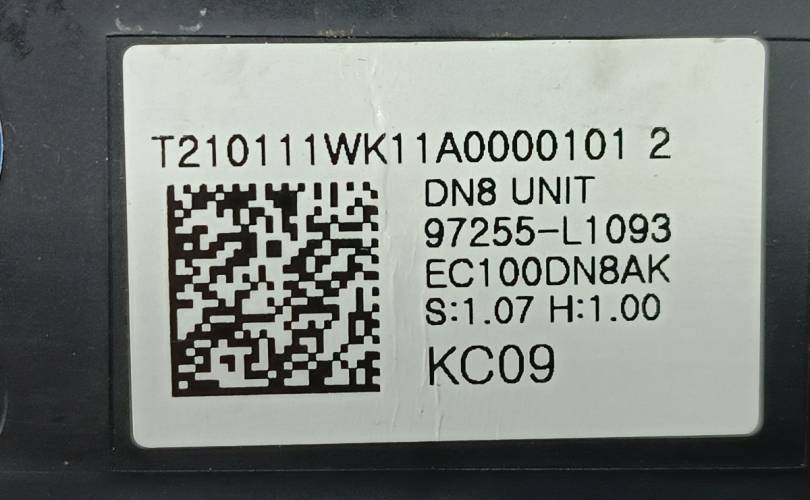 T210111WK11A0000101 2
DN8 UNIT
97255-L1093
EC100DN8AK
S:1.07 H:1.00
KC09